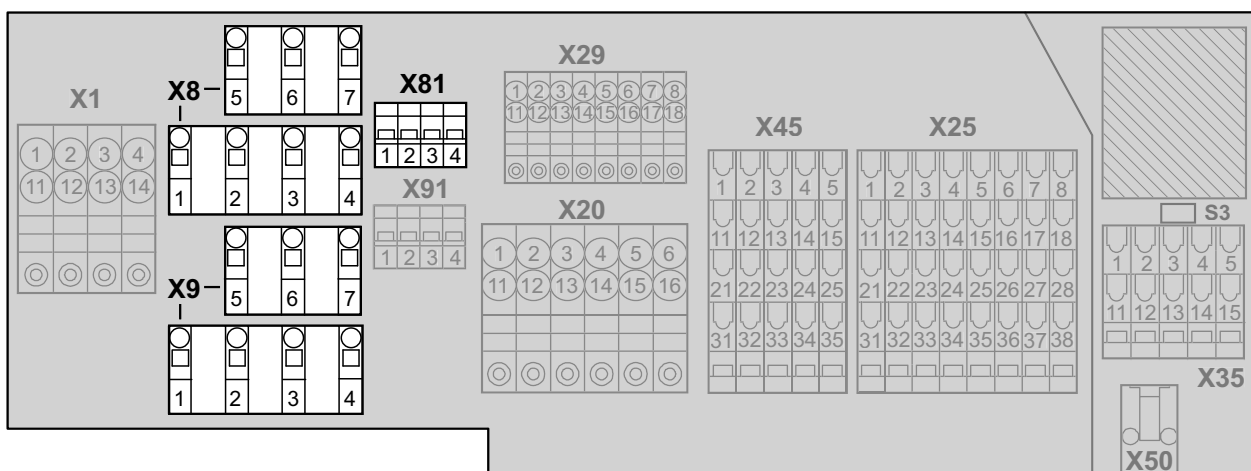 X1
1 2 3 4
11 12 13 14
X8
5 6 7
1 2 3 4
X9
5 6 7
1 2 3 4
X81
1 2 3 4
X91
1 2 3 4
X29
1 2 3 4 5 6 7 8
11 12 13 14 15 16 17 18
X20
1 2 3 4 5 6
11 12 13 14 15 16
X45
1 2 3 4 5
11 12 13 14 15
21 22 23 24 25
31 32 33 34 35
X25
1 2 3 4 5 6 7 8
11 12 13 14 15 16 17 18
21 22 23 24 25 26 27 28
31 32 33 34 35 36 37 38
S3
1 2 3 4 5
11 12 13 14 15
X35
X50